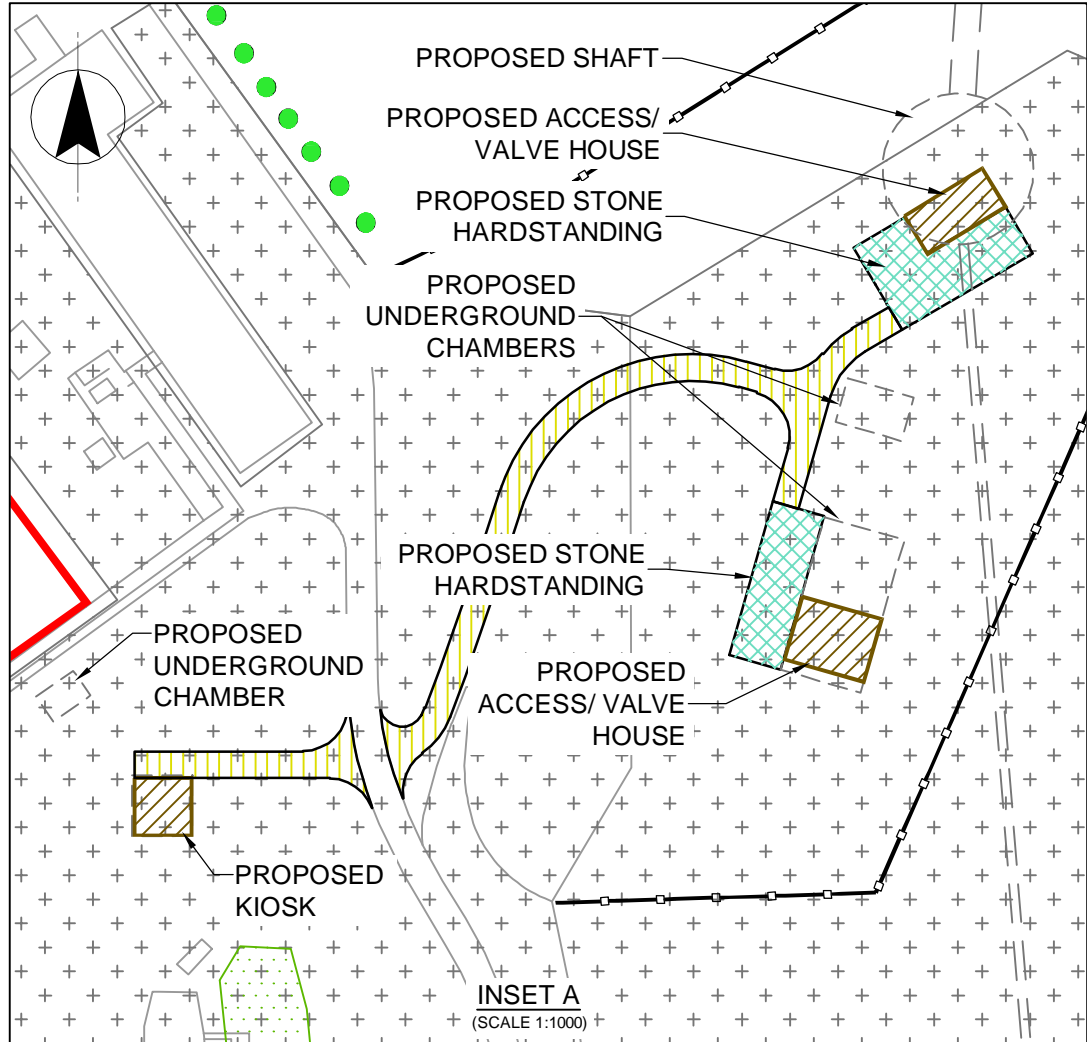 PROPOSED SHAFT
PROPOSED ACCESS/
VALVE HOUSE
PROPOSED STONE
HARDSTANDING
PROPOSED
UNDERGROUND
CHAMBERS
PROPOSED STONE
HARDSTANDING
PROPOSED
UNDERGROUND
CHAMBER
PROPOSED
ACCESS/ VALVE
HOUSE
PROPOSED
KIOSK
INSET A
(SCALE 1:1000)